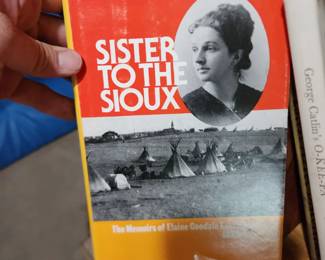 SISTER
TO THE
SIOUX
The Memoirs of Elaine Goodale
George Catlin's O-KEE-PA